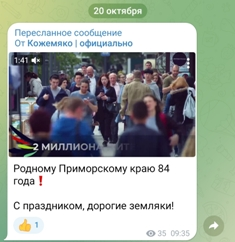 20 октября
Пересланное сообщение
От Кожемяко | официально
1:41
2 МИЛЛИОНА
Родному Приморскому краю 84
года❗
С праздником, дорогие земляки!
👍 1
35 09:35